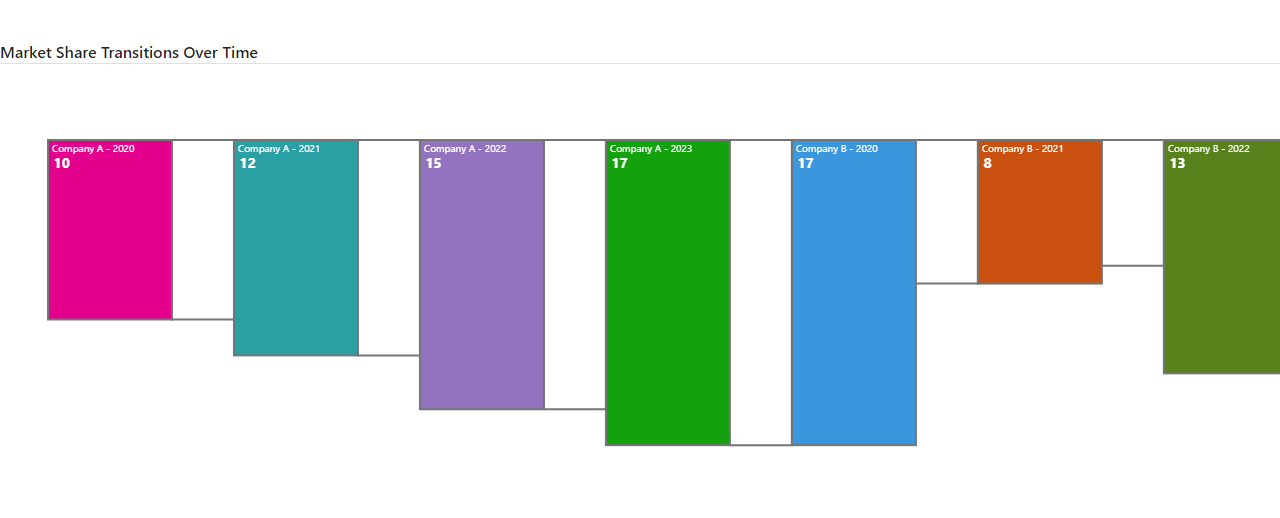 Market Share Transitions Over Time
Company A - 2020
10
Company A - 2021
12
Company A - 2022
15
Company A - 2023
17
Company B - 2020
17
Company B - 2021
8
Company B - 2022
13